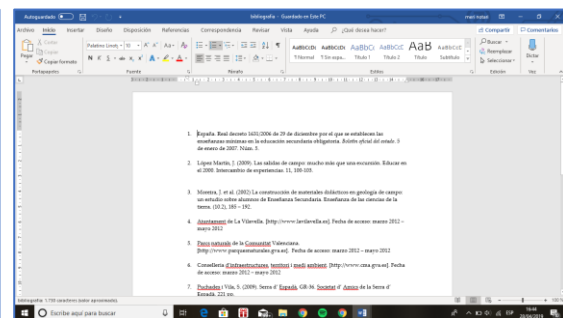 Autoguardado
bibliografia - Guardado en Este PC
Archivo Inicio Insertar Diseño Disposición Referencias Correspondencia Revisar Vista Ayuda ¿Qué desea hacer? Compartir Comentarios
Cortar
Copiar
Copiar formato
Pegar
Portapapeles Fuente Párrafo Estilos Edición Voz
AaBbCcDc AaBbCcDc AaBbCc AaBbCcC AaB AaBbCcC
Título 1 Título 2 Título Subtítulo
Buscar
Reemplazar
Seleccionar
Dictar
1. España. Real decreto 1631/2006 de 29 de diciembre por el que se establecen las
enseñanzas mínimas en la educación secundaria obligatoria. Boletín oficial del estado. 5
de enero de 2007. Núm. 5.
2. López Martín, J. (2009). Las salidas de campo: mucho más que una excursión. Educar en
el 2000. Intercambio de experiencias. 11, 100-103.
3. Moreira, J. et al. (2002) La construcción de materiales didácticos en geología de campo:
un estudio sobre alumnos de Enseñanza Secundaria. Enseñanza de las ciencias de la
tierra. (10.2), 185 – 192.
4. Ajuntament de La Vilavella. [http://www.lavilavella.es]. Fecha de acceso: marzo 2012 –
mayo 2012
5. Parcs naturals de la Comunitat Valenciana.
[http://www.parquesnaturales.gva.es]. Fecha de acceso: marzo 2012 – mayo 2012
6. Conselleria d'infraestructures, territori i medi ambient. [http://www.cma.gva.es]. Fecha
de acceso: marzo 2012 – mayo 2012
7. Puchades i Vila, S. (2009). Serra d' Espadà, GR-36. Societat d' Amics de la Serra d'
Espadà. 221 pp.
Escribe aquí para buscar
ESP
16:44